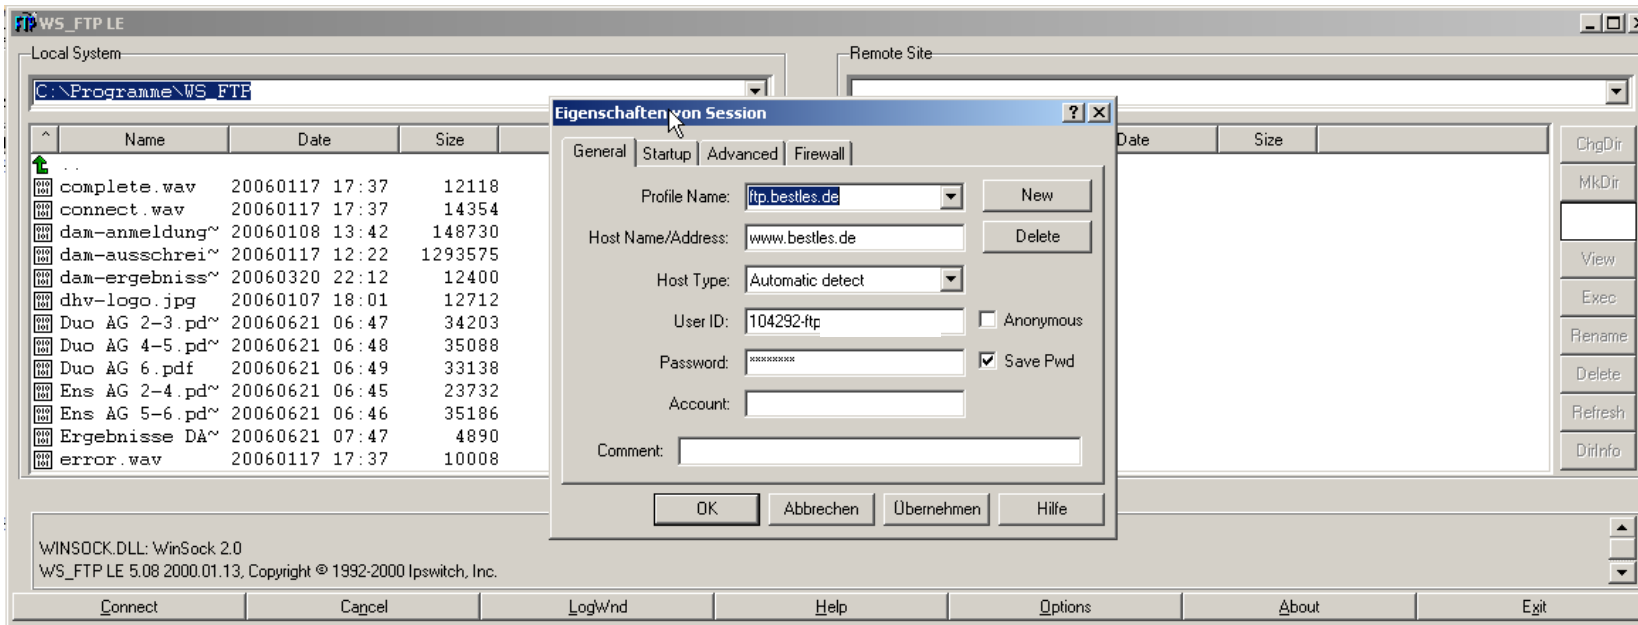 WS_FTP LE
Local System
Remote Site
C:\Programme\WS_FTP
^ Name Date Size
Date Size
..
complete.wav 20060117 17:37 12118
connect.wav 20060117 17:37 14354
dam-anmeldung~ 20060108 13:42 148730
dam-ausschrei~ 20060117 12:22 1293575
dam-ergebniss~ 20060320 22:12 12400
dhv-logo.jpg 20060107 18:01 12712
Duo AG 2-3.pd~ 20060621 06:47 34203
Duo AG 4-5.pd~ 20060621 06:48 35088
Duo AG 6.pdf 20060621 06:49 33138
Ens AG 2-4.pd~ 20060621 06:45 23732
Ens AG 5-6.pd~ 20060621 06:46 35186
Ergebnisse DA~ 20060621 07:47 4890
error.wav 20060117 17:37 10008
Eigenschaften von Session
General Startup Advanced Firewall
Profile Name: ftp.bestles.de New
Host Name/Address: www.bestles.de Delete
Host Type: Automatic detect
User ID: 104292-ftp Anonymous
Password: ******** Save Pwd
Account:
Comment:
OK Abbrechen Übernehmen Hilfe
ChgDir
MkDir
View
Exec
Rename
Delete
Refresh
DirInfo
WINSOCK.DLL: WinSock 2.0
WS_FTP LE 5.08 2000.01.13, Copyright © 1992-2000 Ipswitch, Inc.
Connect Cancel LogWnd Help Options About Exit